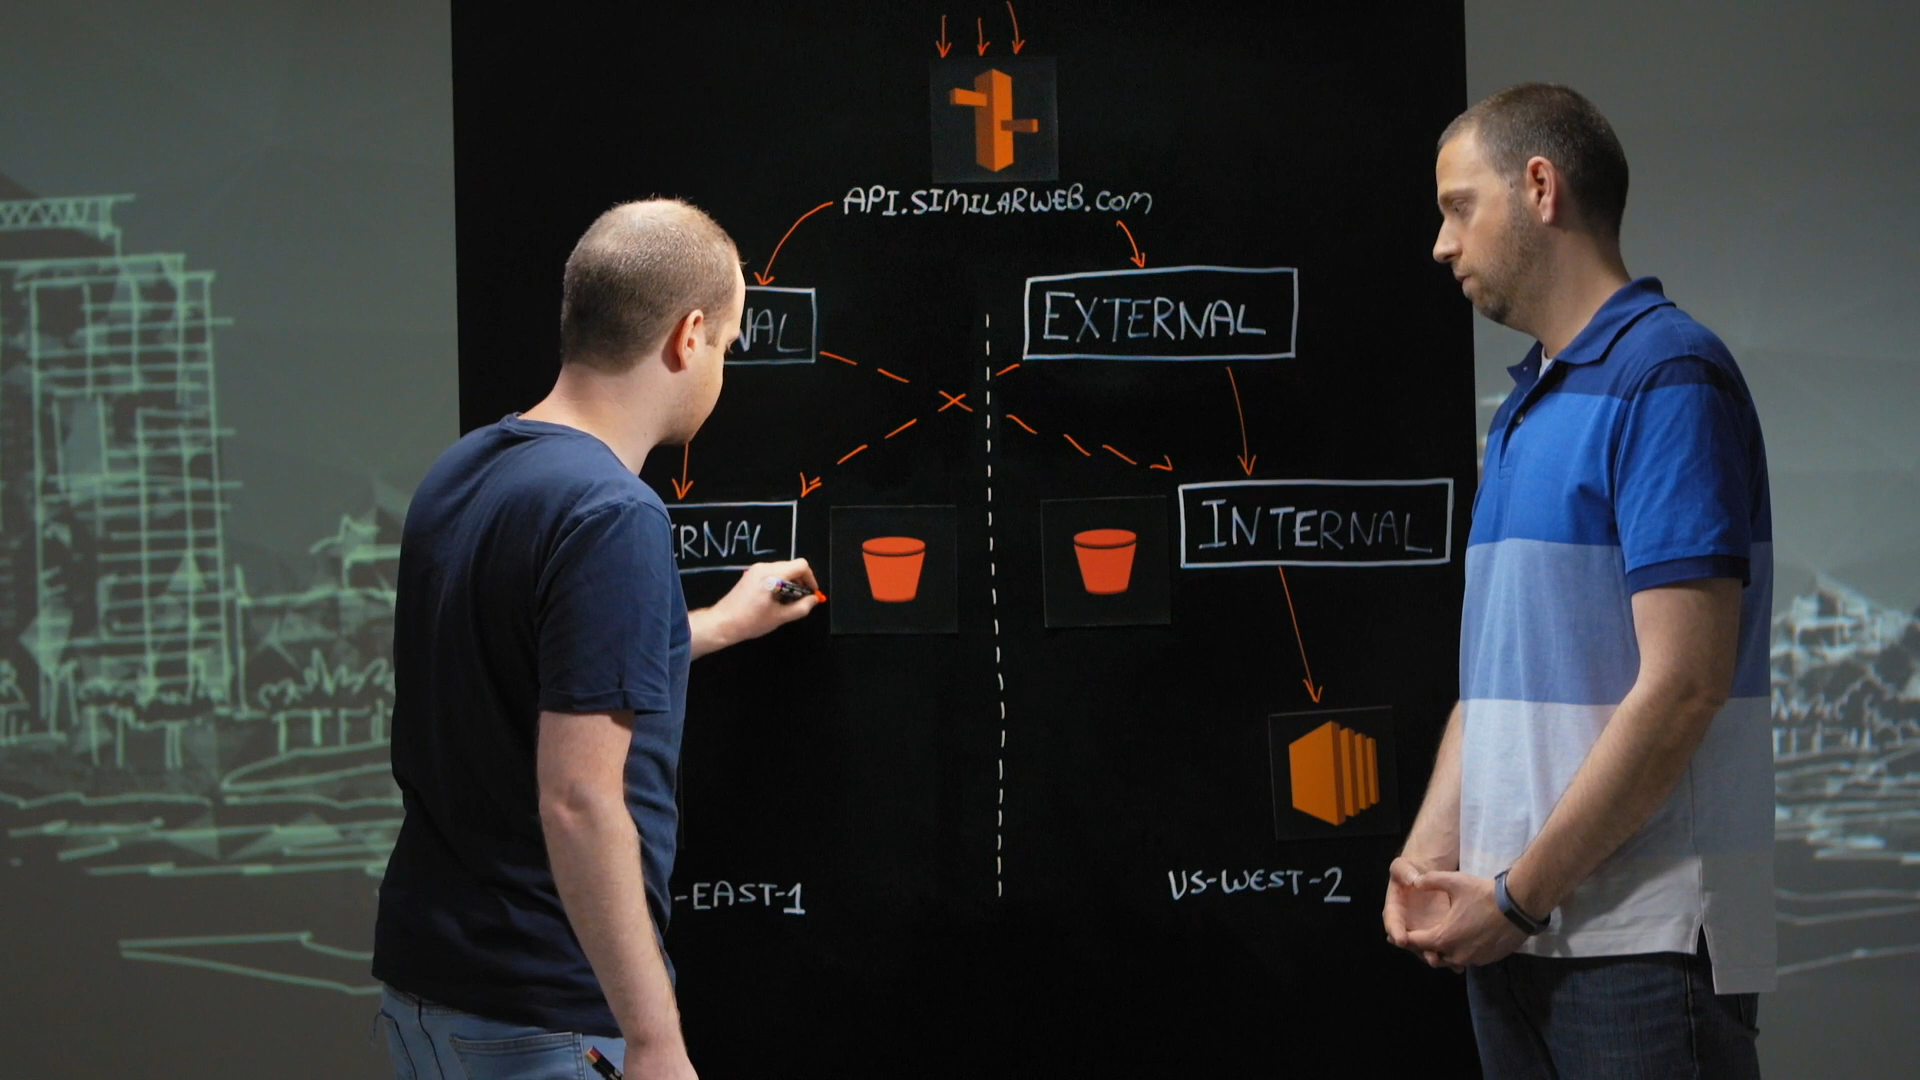 API.SIMILARWEB.COM
NAL
EXTERNAL
RNAL
INTERNAL
-EAST-1
US-WEST-2